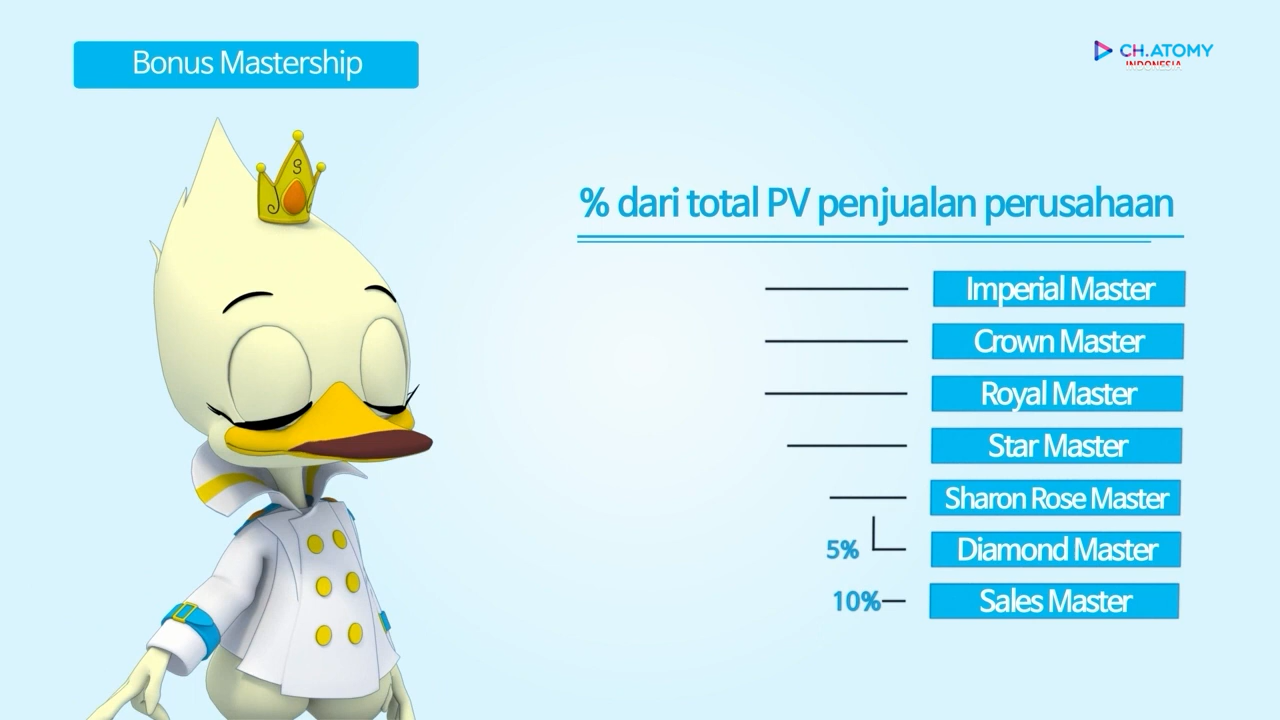 Bonus Mastership
CH.ATOMY
INDONESIA
% dari total PV penjualan perusahaan
Imperial Master
Crown Master
Royal Master
Star Master
Sharon Rose Master
5% Diamond Master
10% Sales Master